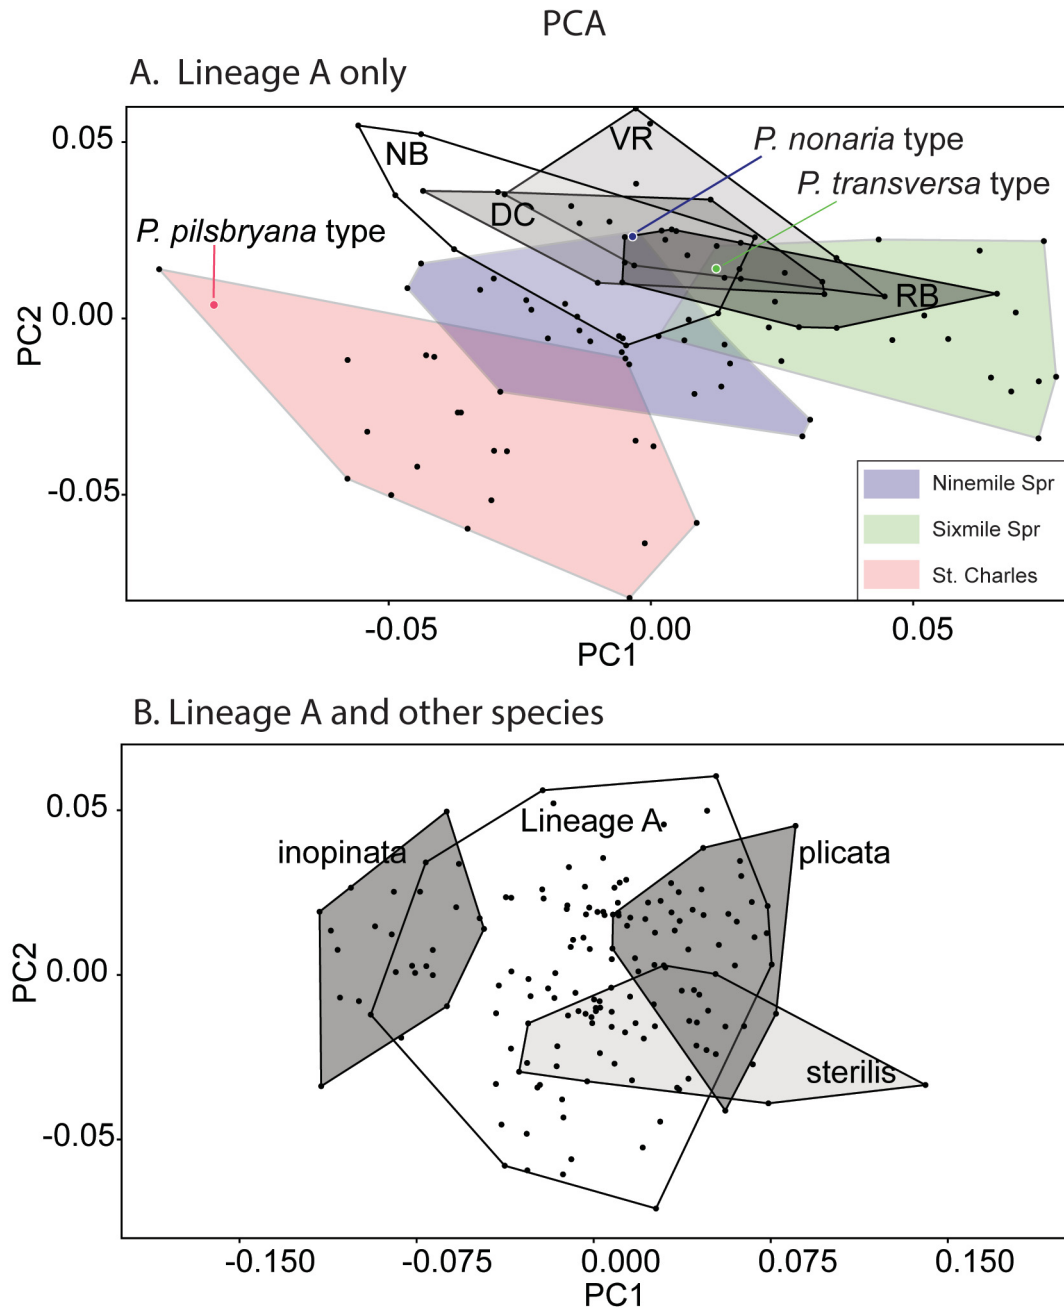 PCA
A. Lineage A only
0.05
0.00
-0.05
PC2
NB
VR
DC
RB
P. nonaria type
P. transversa type
P. pilsbryana type
Ninemile Spr
Sixmile Spr
St. Charles
-0.05
0.00
0.05
PC1
B. Lineage A and other species
0.05
0.00
-0.05
PC2
Lineage A
inopinata
plicata
sterilis
-0.150
-0.075
0.000
0.075
0.150
PC1